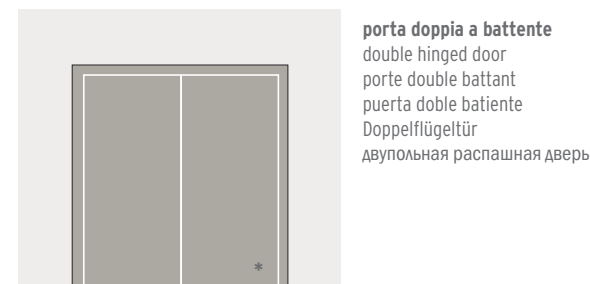 porta doppia a battente
double hinged door
porte double battant
puerta doble batiente
Doppelflügeltür
двупольная распашная дверь
*